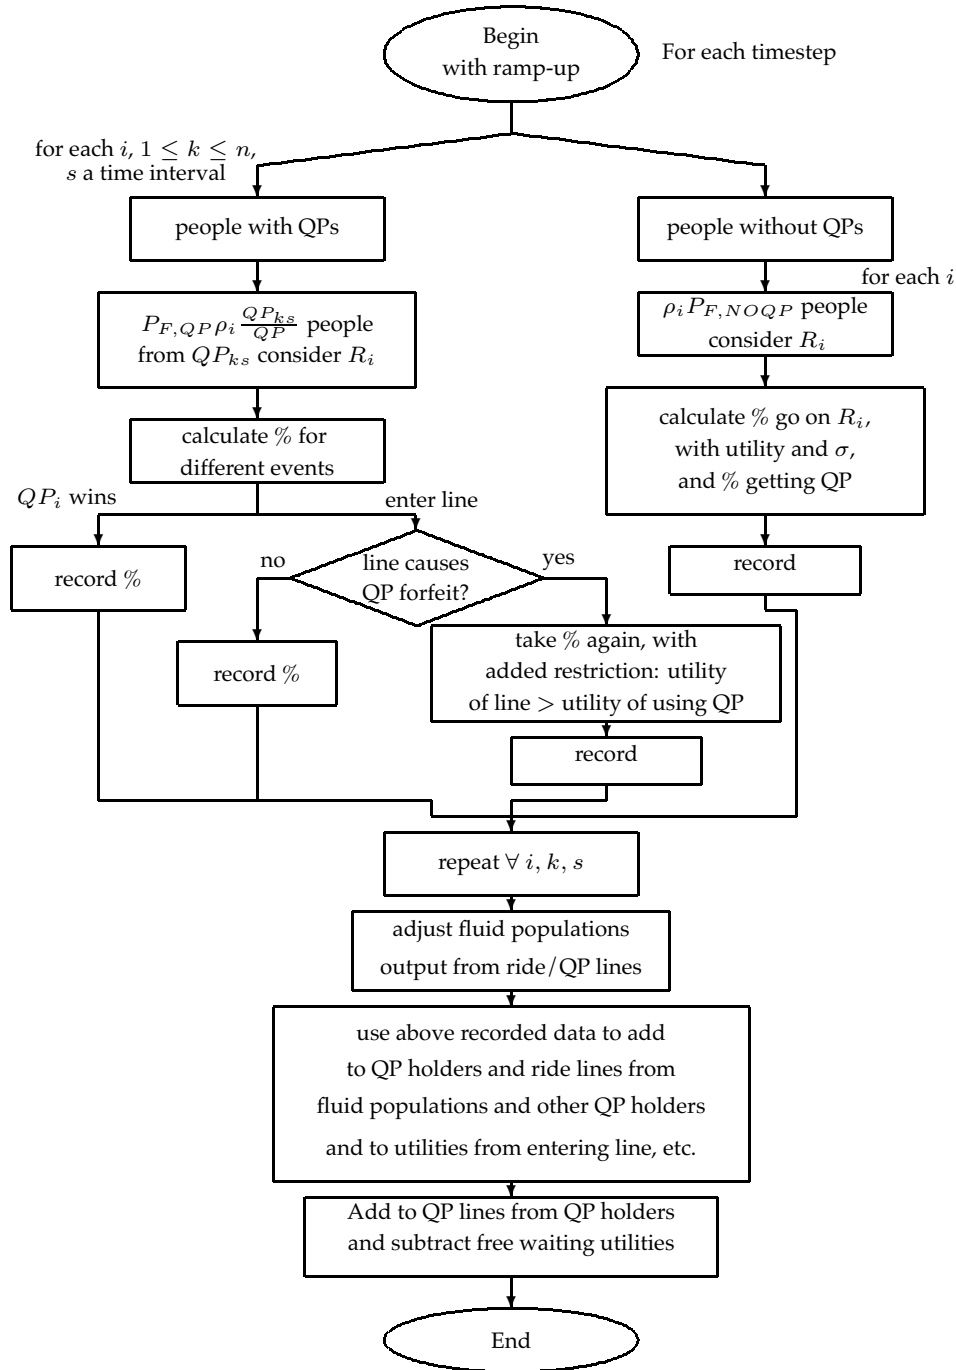 Begin
with ramp-up
For each timestep
for each i, 1 ≤ k ≤ n,
s a time interval
people with QPs
people without QPs
for each i
P_{F,QP} ρ_i \frac{QP_{ks}}{QP} people
from QP_{ks} consider R_i
ρ_i P_{F,NOQP} people
consider R_i
calculate % for
different events
calculate % go on R_i,
with utility and σ,
and % getting QP
QP_i wins
enter line
record %
no
line causes
QP forfeit?
yes
record
record %
take % again, with
added restriction: utility
of line > utility of using QP
record
repeat ∀ i, k, s
adjust fluid populations
output from ride/QP lines
use above recorded data to add
to QP holders and ride lines from
fluid populations and other QP holders
and to utilities from entering line, etc.
Add to QP lines from QP holders
and subtract free waiting utilities
End